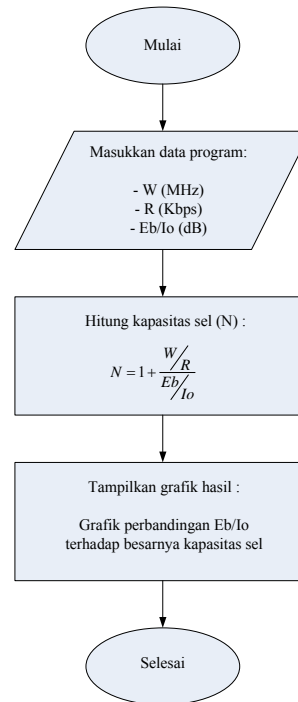 Mulai
Masukkan data program:
- W (MHz)
- R (Kbps)
- Eb/Io (dB)
Hitung kapasitas sel (N) :
N = 1 + (W/R)/(Eb/Io)
Tampilkan grafik hasil :
Grafik perbandingan Eb/Io
terhadap besarnya kapasitas sel
Selesai